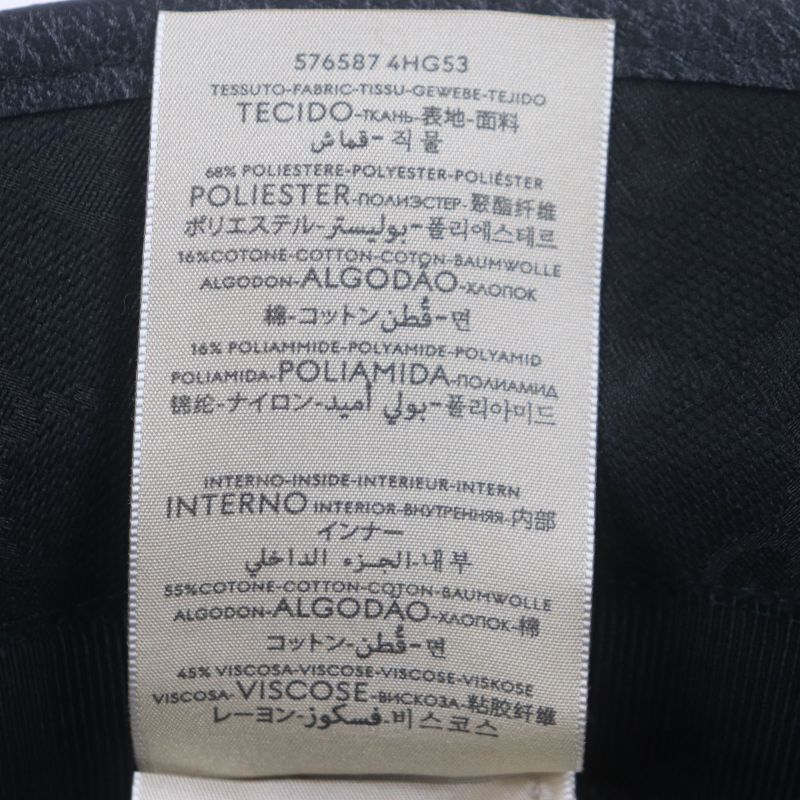 576587 4HG53
TESSUTO-FABRIC-TISSU-GEWEBE-TEJIDO
TECIDO-ТКАНЬ-表地-面料
قماش-직물
68% POLIESTERE-POLYESTER-POLIÉSTER
POLIESTER-ПОЛИЭСТЕР-聚酯纤维
ポリエステル-بوليستر-폴리에스테르
16%COTONE-COTTON-COTON-BAUMWOLLE
ALGODON-ALGODÃO-ХЛОПОК
棉-コットン-قُطن-면
16% POLIAMMIDE-POLYAMIDE-POLYAMID
POLIAMIDA-POLIAMIDA-ПОЛИАМИД
锦纶-ナイロン-بولي أميد-폴리아미드
INTERNO-INSIDE-INTERIEUR-INTERN
INTERNO INTERIOR-ВНУТРЕННЯЯ-内部
インナー
الجزء الداخلي-내부
55%COTONE-COTTON-COTON-BAUMWOLLE
ALGODON-ALGODÃO-ХЛОПОК-棉
コットン-قُطن-면
45% VISCOSA-VISCOSE-VISCOSE-VISKOSE
VISCOSA-VISCOSE-ВИСКОЗА-粘胶纤维
レーヨン-فسكوز-비스코스